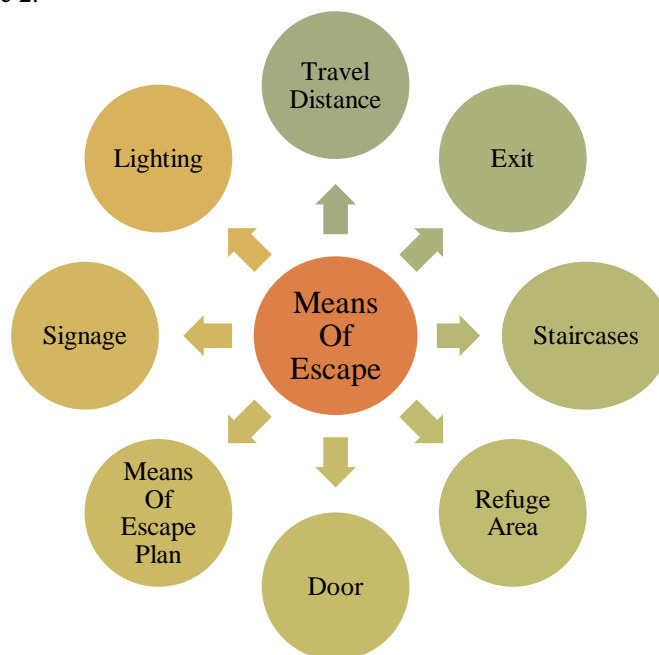 Travel
Distance
Lighting
Exit
Means
Of
Escape
Signage
Staircases
Means
Of
Escape
Plan
Refuge
Area
Door